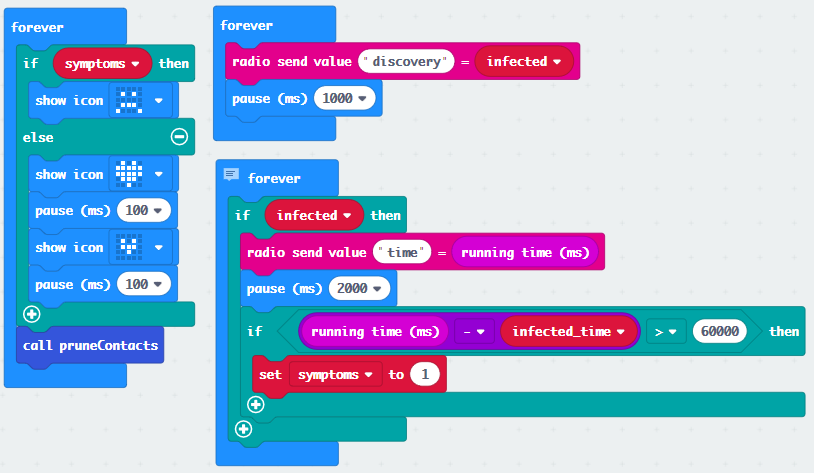 forever
if symptoms then
show icon
else
show icon
pause (ms) 100
show icon
pause (ms) 100
call pruneContacts
forever
radio send value "discovery" = infected
pause (ms) 1000
forever
if infected then
radio send value "time" = running time (ms)
pause (ms) 2000
if running time (ms) - infected_time > 60000 then
set symptoms to 1